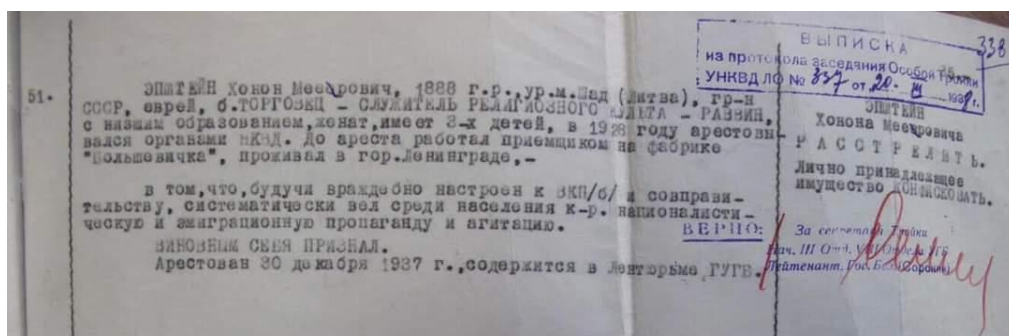 338
ВЫПИСКА
из протокола заседания Особой Тройки
УНКВД ЛО № 337 от 20. III 1938 г.
51.
ЭПШТЕЙН Хонон Меерович, 1888 г.р., ур.м.Шад (Литва), гр-н
СССР, еврей, б.ТОРГОВЕЦ – СЛУЖИТЕЛЬ РЕЛИГИОЗНОГО КУЛЬТА – РАВВИН,
с низшим образованием, женат, имеет 3-х детей, в 1928 году арестовы-
вался органами НКВД. До ареста работал приемщиком на фабрике
"Большевичка", проживал в гор.Ленинграде,–
в том, что, будучи враждебно настроен к ВКП/б/ и совправи-
тельству, систематически вел среди населения к-р. националисти-
ческую и эмиграционную пропаганду и агитацию.
ВИНОВНЫМ СЕБЯ ПРИЗНАЛ.
Арестован 30 декабря 1937 г., содержится в Лентюрьме ГУГБ.
ЭПШТЕЙН
Хонона Мееровича
РАССТРЕЛЯТЬ.
Лично принадлежащее
имущество КОНФИСКОВАТЬ.
ВЕРНО:
За секретаря Тройки
Нач. III Отд. VIII Отдела УГБ
Лейтенант Гос. Без. (Сорокин)